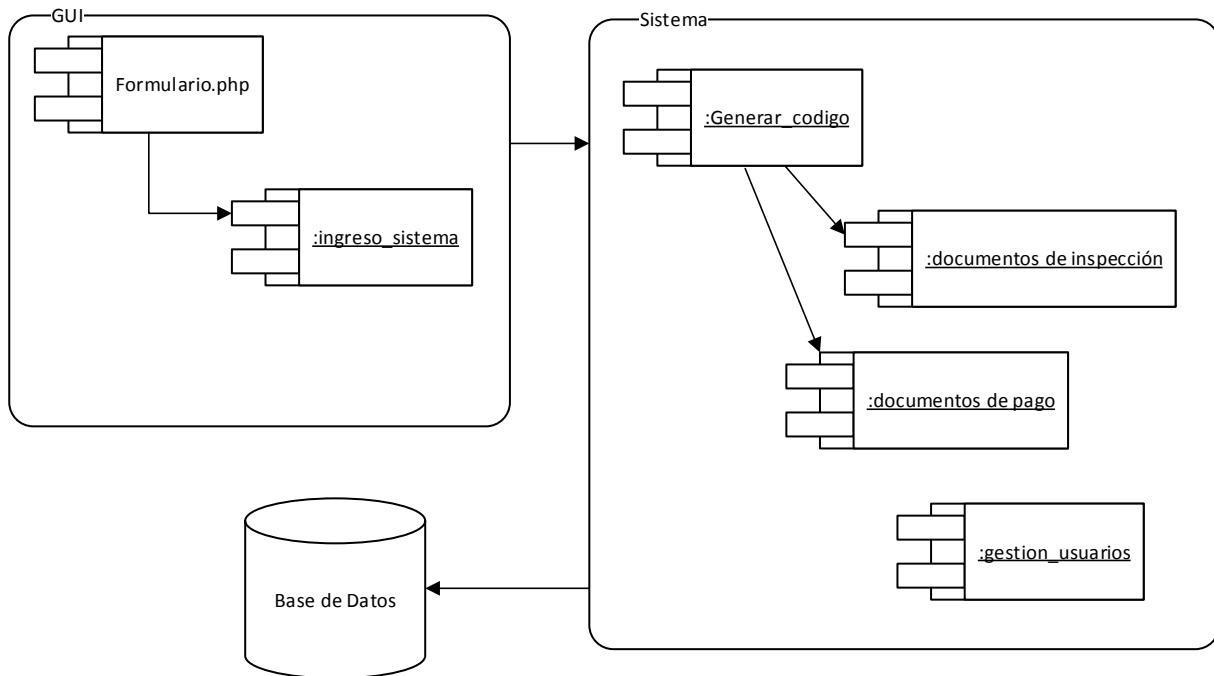 GUI
Formulario.php
:ingreso_sistema
Sistema
:Generar_codigo
:documentos de inspección
:documentos de pago
:gestion_usuarios
Base de Datos